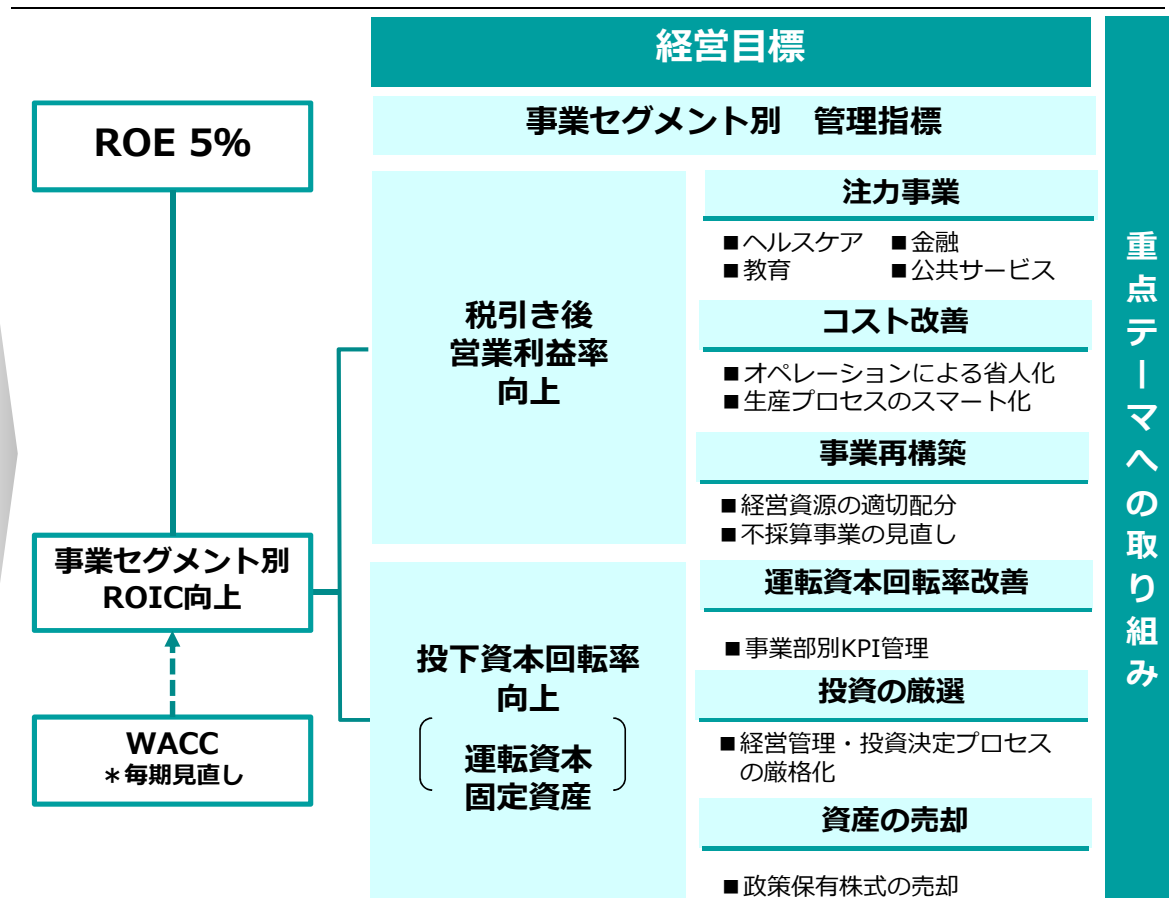 経営目標
事業セグメント別　管理指標
ROE 5%
事業セグメント別
ROIC向上
WACC
＊毎期見直し
税引き後
営業利益率
向上
注力事業
■ヘルスケア　■金融
■教育　■公共サービス
コスト改善
■オペレーションによる省人化
■生産プロセスのスマート化
事業再構築
■経営資源の適切配分
■不採算事業の見直し
投下資本回転率
向上
運転資本
固定資産
運転資本回転率改善
■事業部別KPI管理
投資の厳選
■経営管理・投資決定プロセス
の厳格化
資産の売却
■政策保有株式の売却
重点テーマへの取り組み